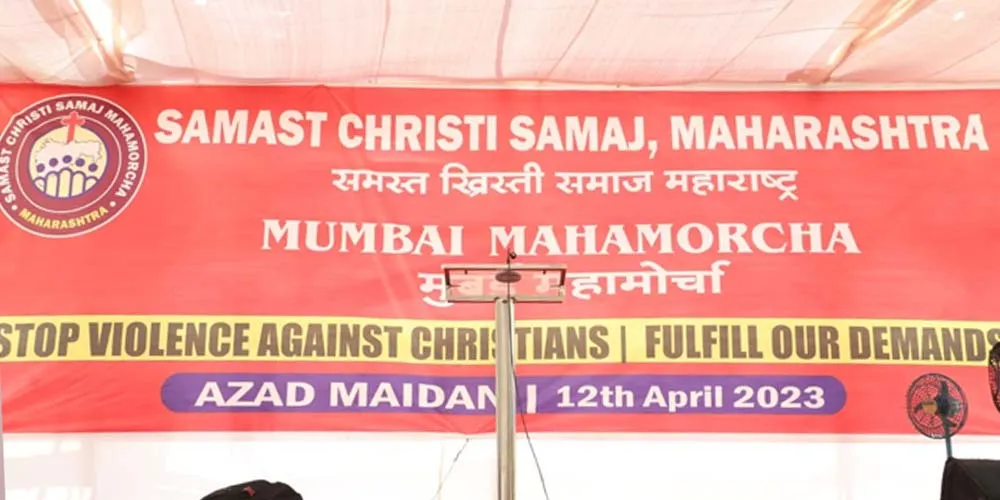 SAMAST CHRISTI SAMAJ MAHAMORCHA
• MAHARASHTRA •
SAMAST CHRISTI SAMAJ, MAHARASHTRA
समस्त ख्रिस्ती समाज महाराष्ट्र
MUMBAI MAHAMORCHA
महामोर्चा
STOP VIOLENCE AGAINST CHRISTIANS | FULFILL OUR DEMANDS
AZAD MAIDAN | 12th April 2023